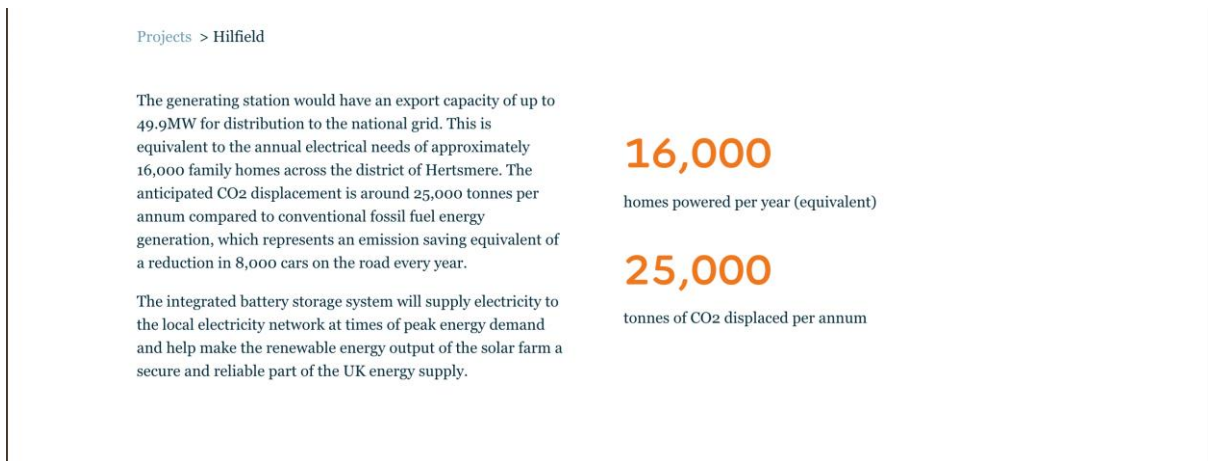 Projects > Hilfield
The generating station would have an export capacity of up to
49.9MW for distribution to the national grid. This is
equivalent to the annual electrical needs of approximately
16,000 family homes across the district of Hertsmere. The
anticipated CO2 displacement is around 25,000 tonnes per
annum compared to conventional fossil fuel energy
generation, which represents an emission saving equivalent of
a reduction in 8,000 cars on the road every year.
The integrated battery storage system will supply electricity to
the local electricity network at times of peak energy demand
and help make the renewable energy output of the solar farm a
secure and reliable part of the UK energy supply.
16,000
homes powered per year (equivalent)
25,000
tonnes of CO2 displaced per annum